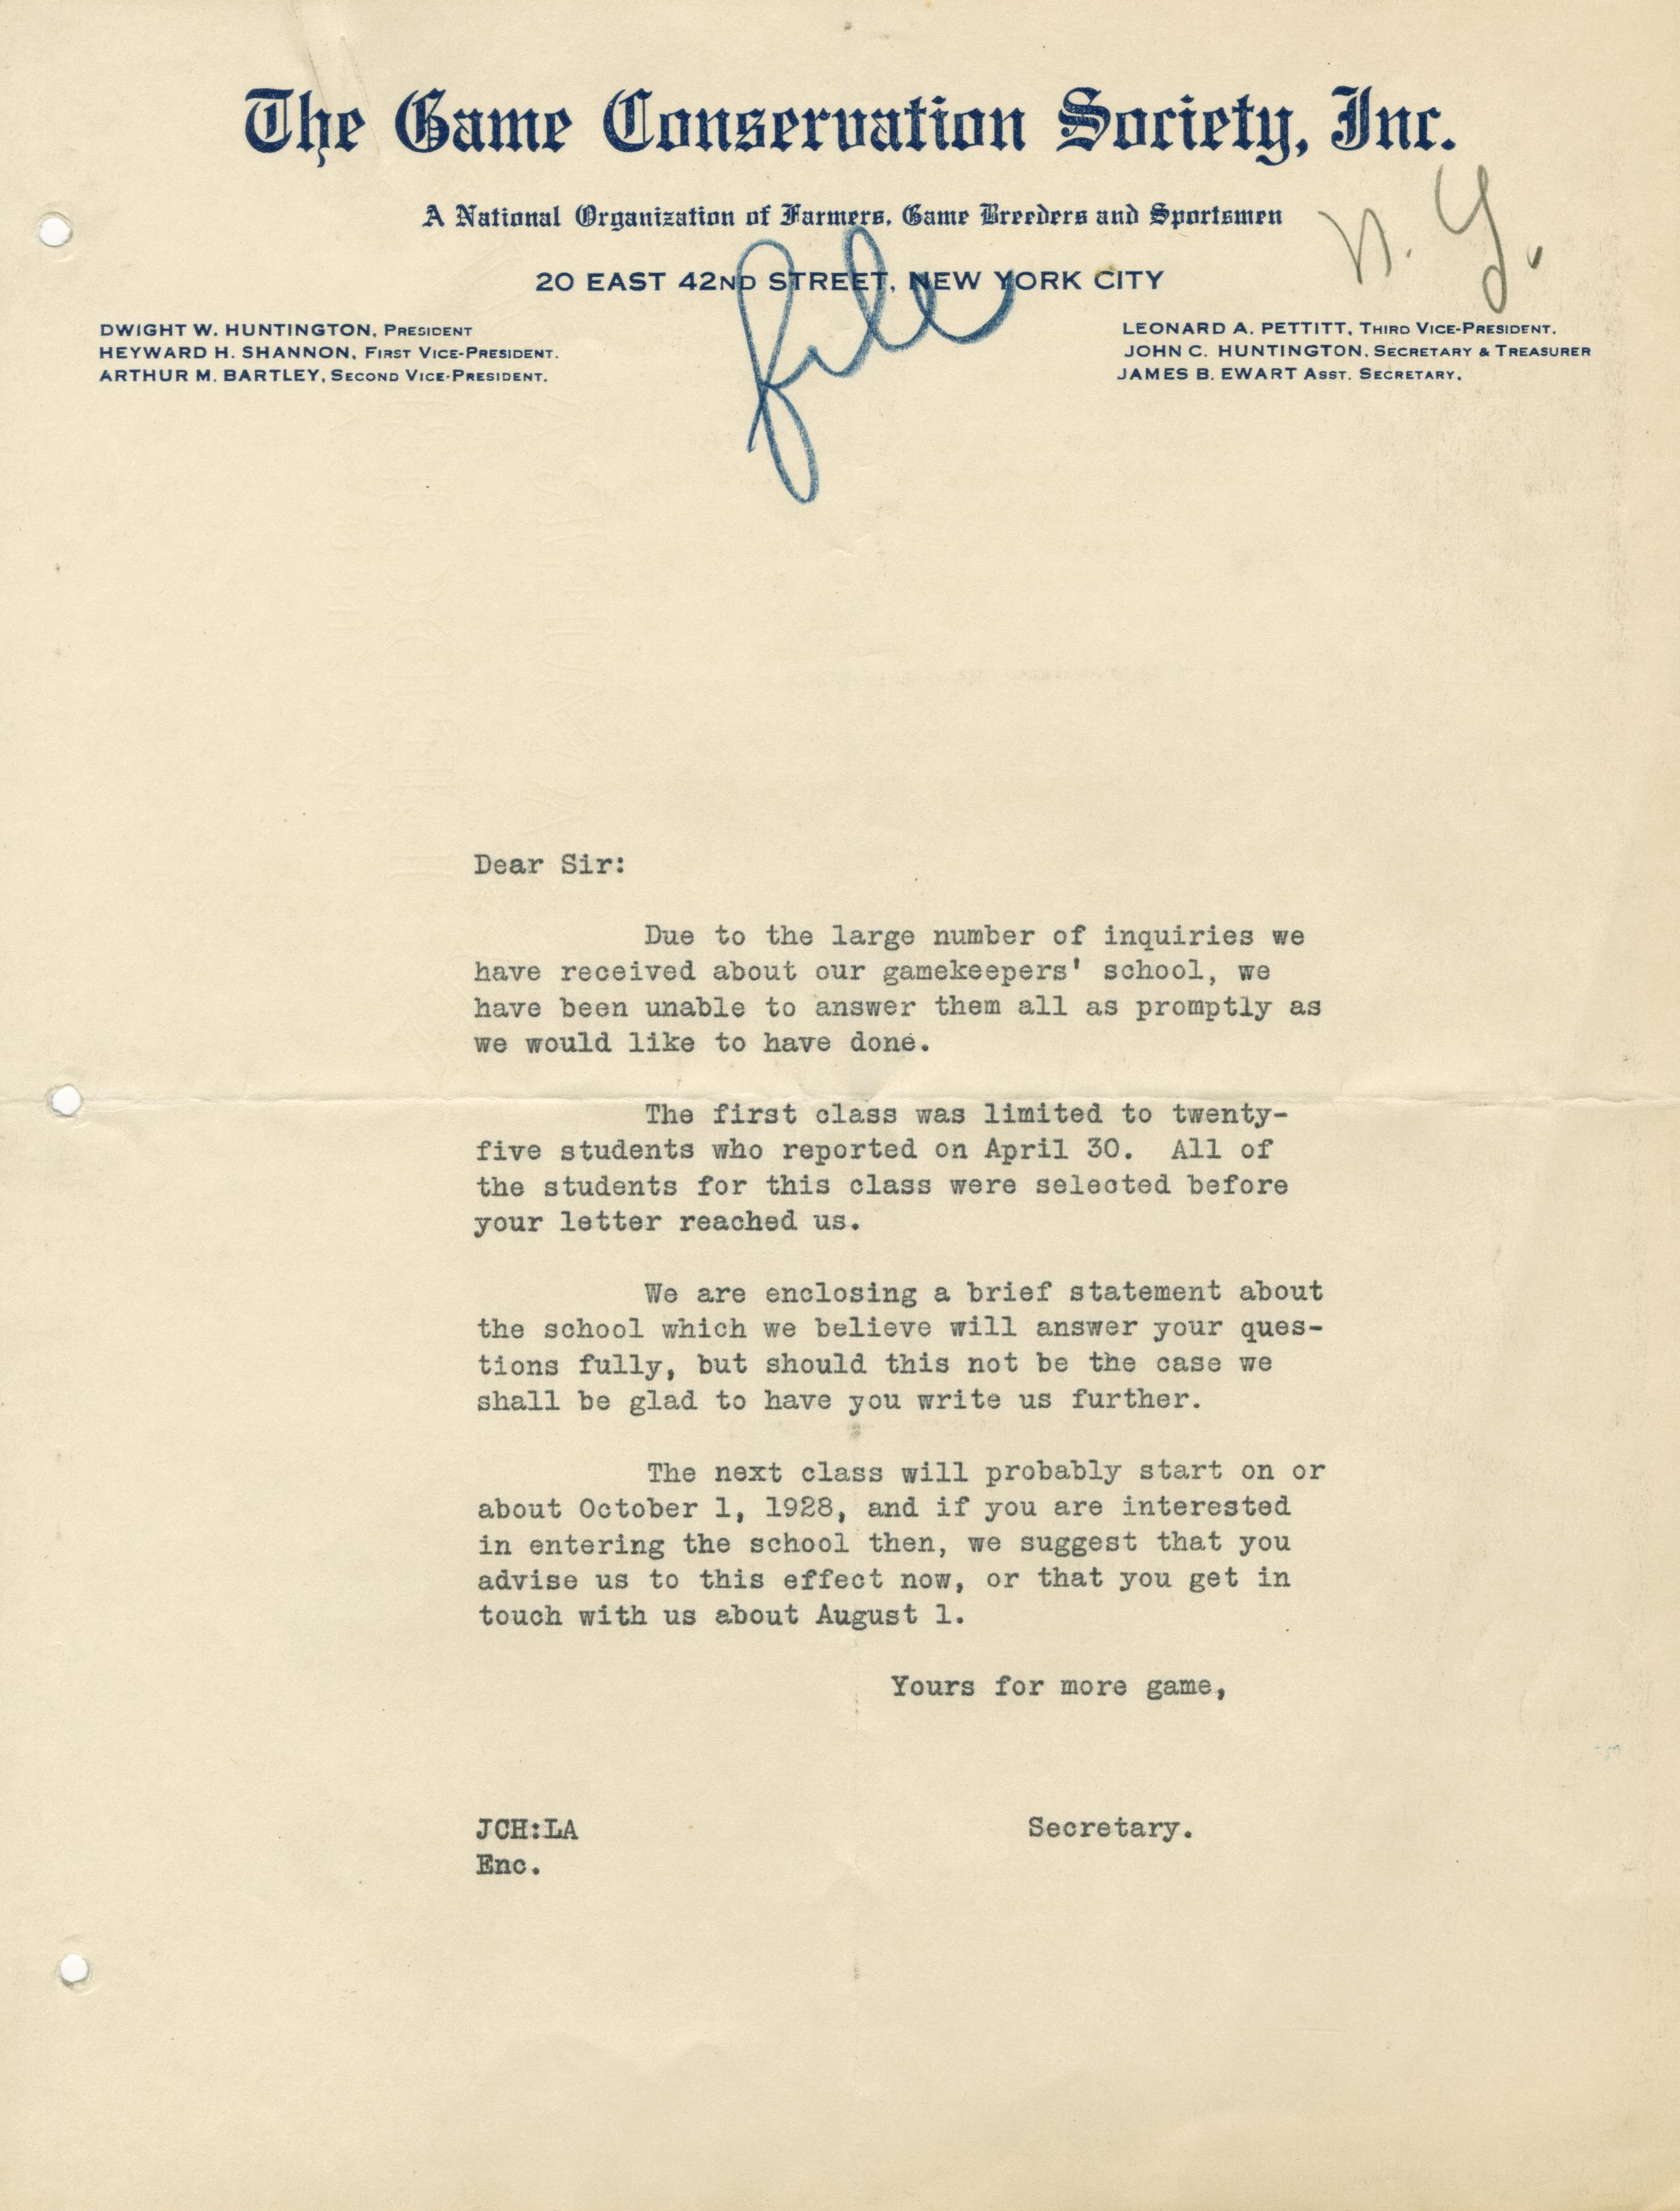 The Game Conservation Society, Inc.
A National Organization of Farmers, Game Breeders and Sportsmen
N. Y.
20 EAST 42ND STREET, NEW YORK CITY
file
DWIGHT W. HUNTINGTON, PRESIDENT
HEYWARD H. SHANNON, FIRST VICE-PRESIDENT.
ARTHUR M. BARTLEY, SECOND VICE-PRESIDENT.
LEONARD A. PETTITT, THIRD VICE-PRESIDENT.
JOHN C. HUNTINGTON, SECRETARY & TREASURER
JAMES B. EWART ASST. SECRETARY.
Dear Sir:
Due to the large number of inquiries we
have received about our gamekeepers' school, we
have been unable to answer them all as promptly as
we would like to have done.
The first class was limited to twenty-
five students who reported on April 30. All of
the students for this class were selected before
your letter reached us.
We are enclosing a brief statement about
the school which we believe will answer your ques-
tions fully, but should this not be the case we
shall be glad to have you write us further.
The next class will probably start on or
about October 1, 1928, and if you are interested
in entering the school then, we suggest that you
advise us to this effect now, or that you get in
touch with us about August 1.
Yours for more game,
JCH:LA
Secretary.
Enc.